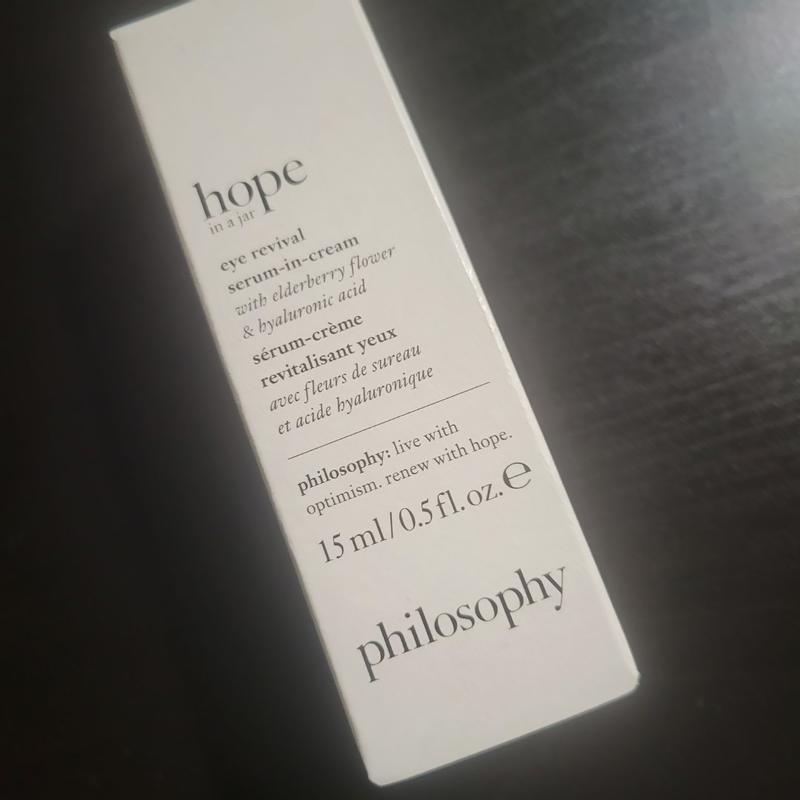 hope
in a jar
eye revival
serum-in-cream
with elderberry flower
& hyaluronic acid
sérum-crème
revitalisant yeux
avec fleurs de sureau
et acide hyaluronique
philosophy: live with
optimism. renew with hope.
15 ml/0.5 fl. oz. ℮
philosophy